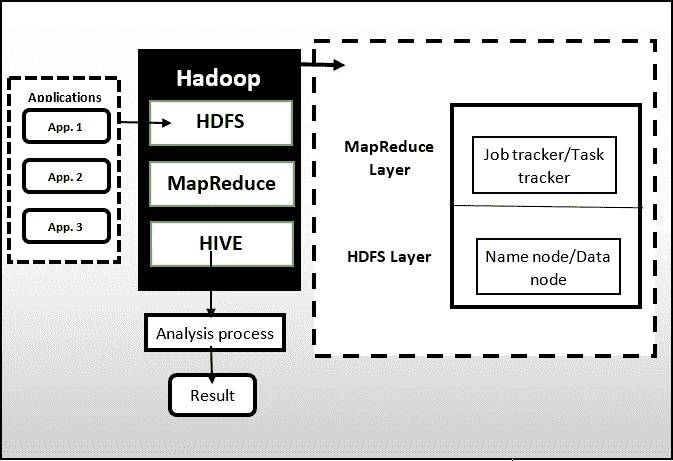 Applications
App. 1
App. 2
App. 3
Hadoop
HDFS
MapReduce
HIVE
Analysis process
Result
MapReduce
Layer
HDFS Layer
Job tracker/Task
tracker
Name node/Data
node